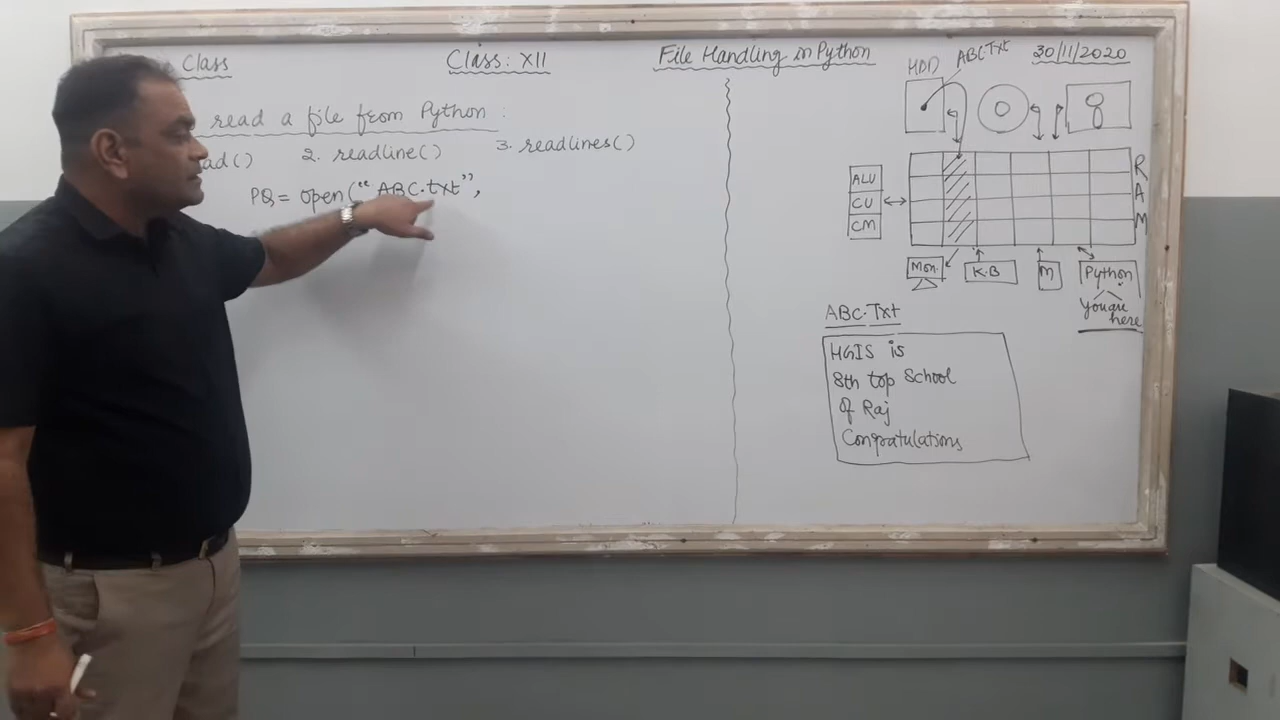 Class
Class: XII
File Handling in Python
30/11/2020
read a file from Python :
ad()
2. readline()
3. readlines()
PQ = open("ABC.txt",
HDD
ABC.Txt
ALU
CU
CM
R
A
M
Mon.
K.B
M
Python
You are
here
ABC.Txt
HGIS is
8th top School
of Raj
Congratulations